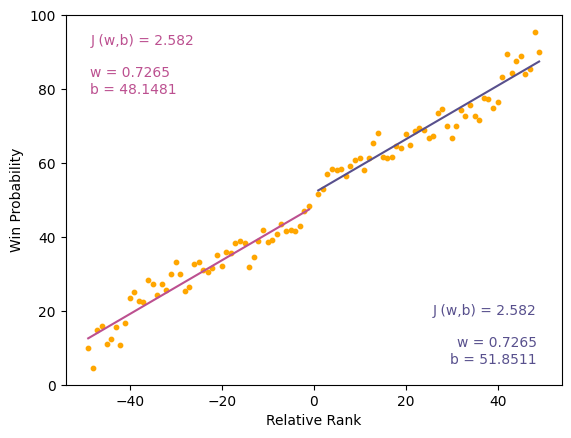 J (w,b) = 2.582
w = 0.7265
b = 48.1481
100
80
60
40
20
0
Win Probability
J (w,b) = 2.582
w = 0.7265
b = 51.8511
−40
−20
0
20
40
Relative Rank